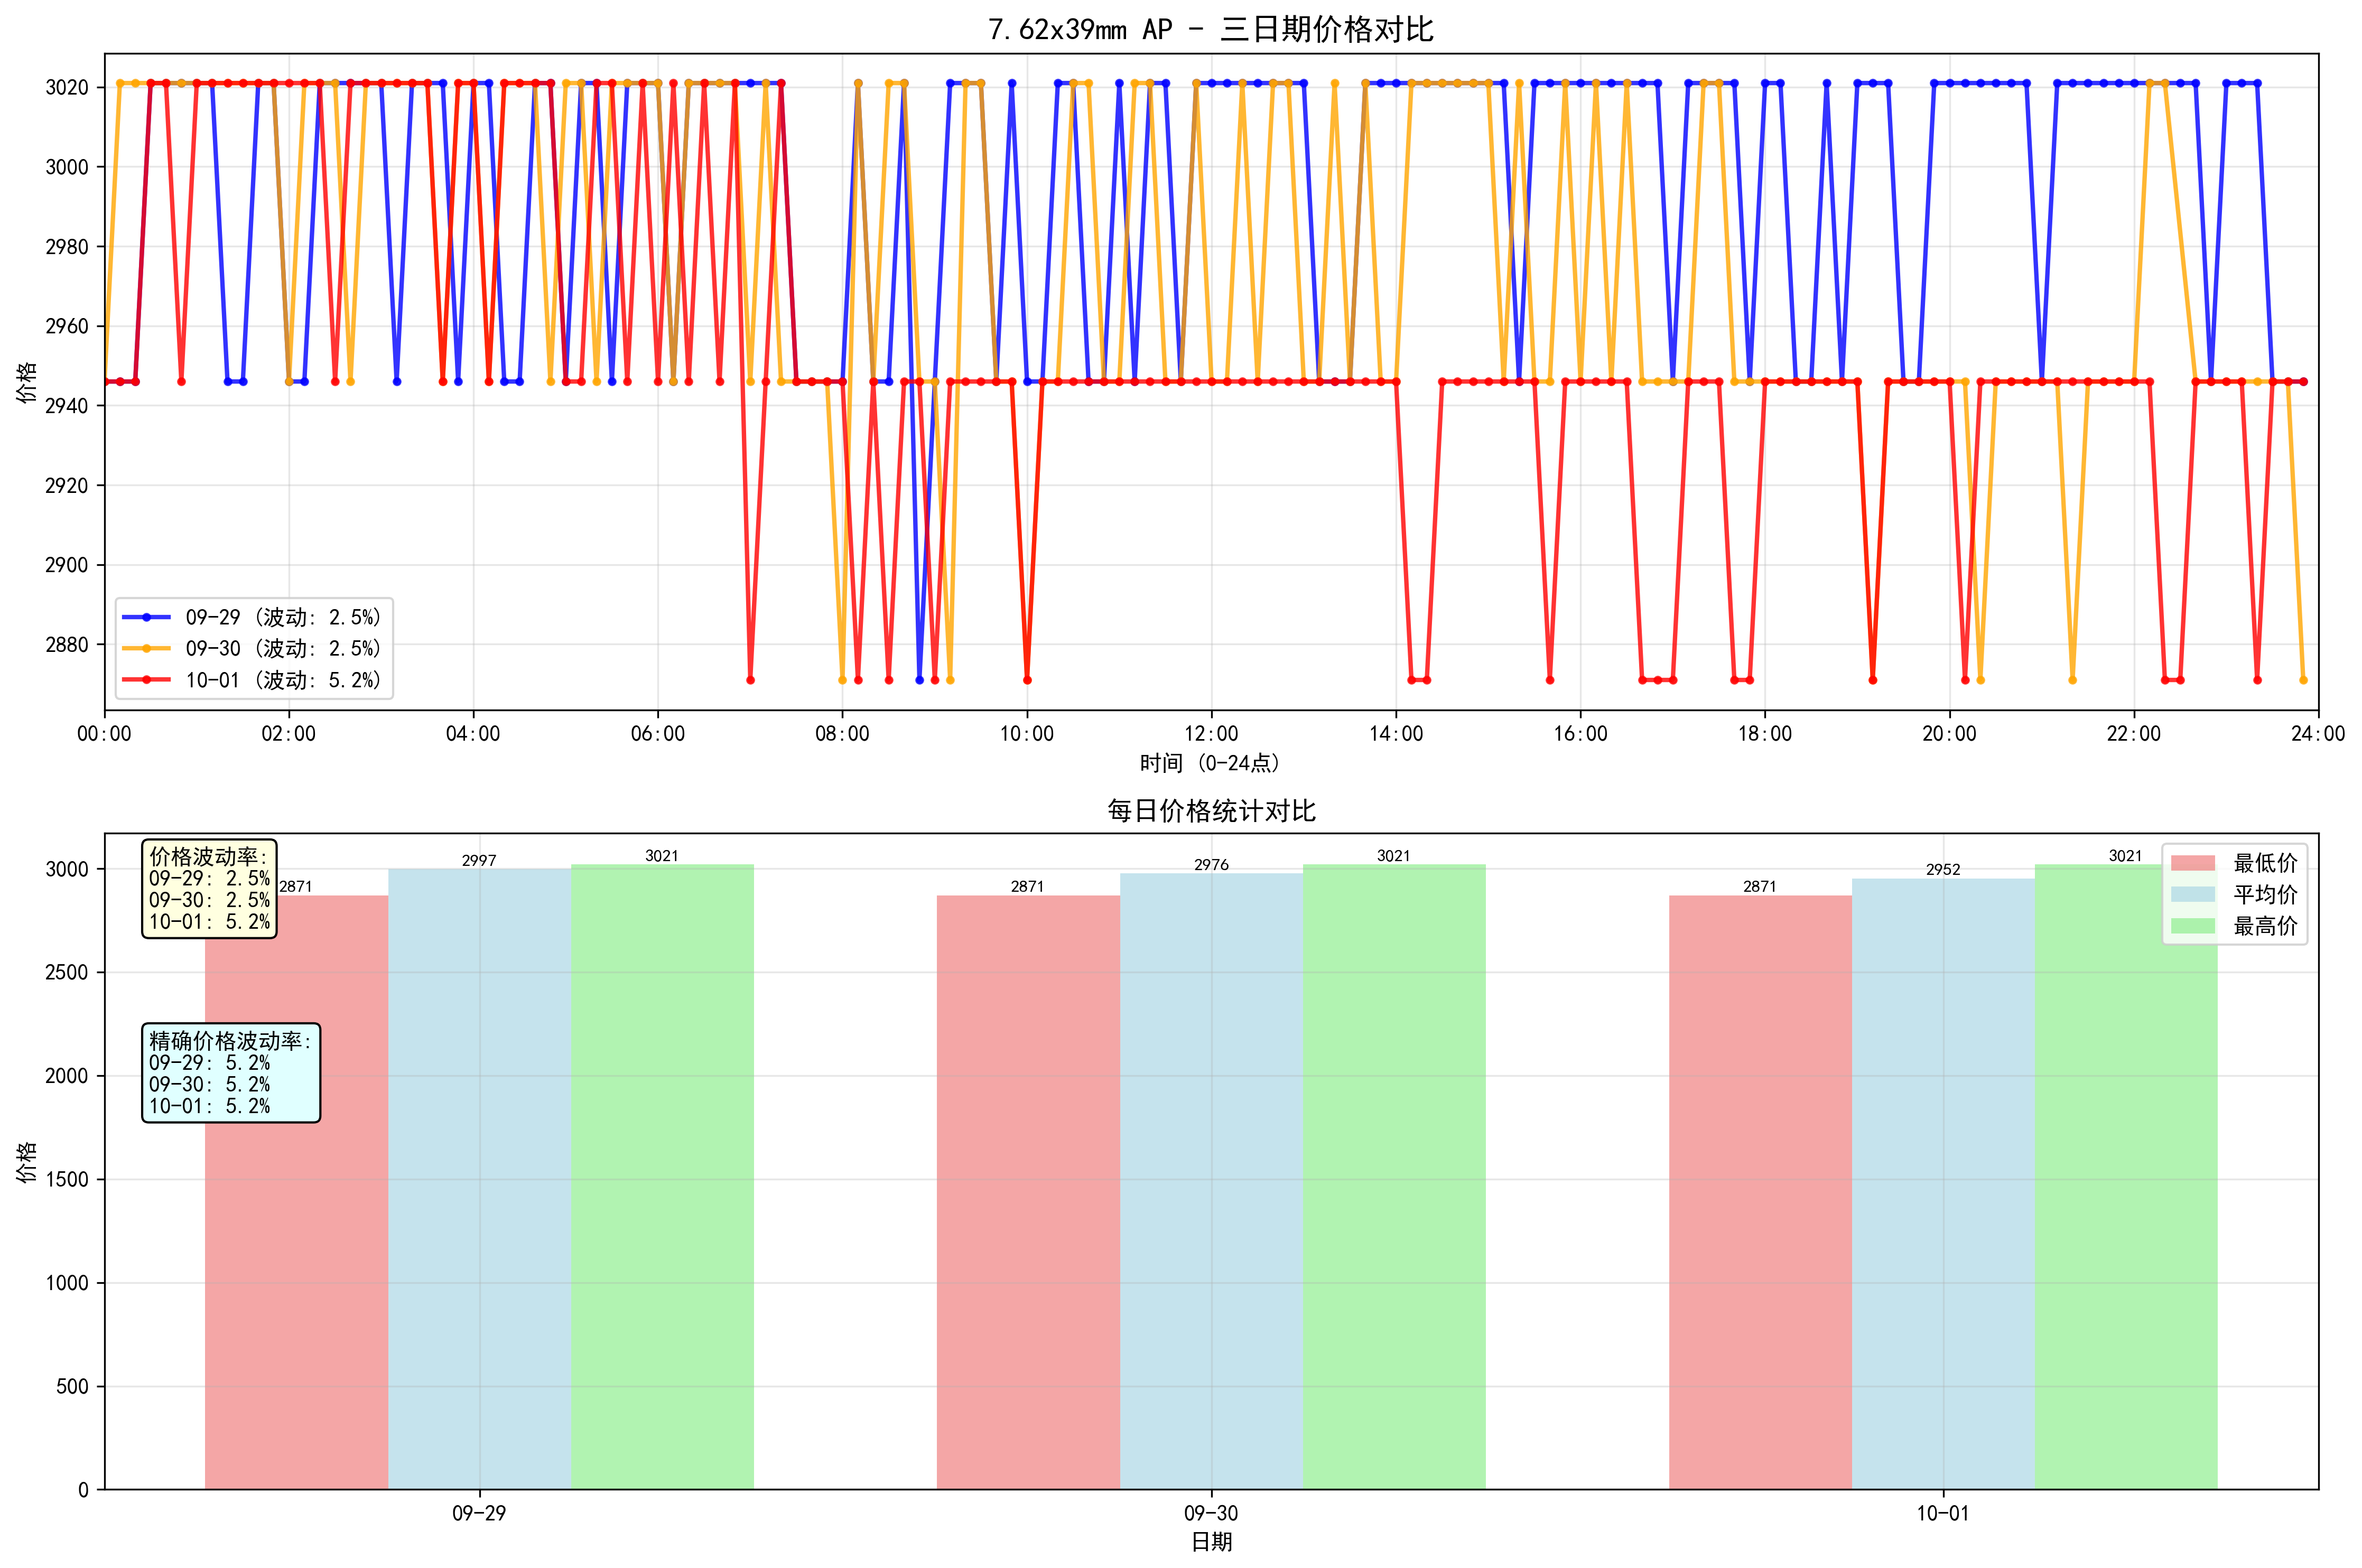 7.62x39mm AP - 三日期价格对比
价格
3020
3000
2980
2960
2940
2920
2900
2880
09-29 (波动: 2.5%)
09-30 (波动: 2.5%)
10-01 (波动: 5.2%)
00:00 02:00 04:00 06:00 08:00 10:00 12:00 14:00 16:00 18:00 20:00 22:00 24:00
时间 (0-24点)
每日价格统计对比
价格
3000
2500
2000
1500
1000
500
0
价格波动率:
09-29: 2.5%
09-30: 2.5%
10-01: 5.2%
精确价格波动率:
09-29: 5.2%
09-30: 5.2%
10-01: 5.2%
2871 2997 3021 2871 2976 3021 2871 2952 3021
最低价
平均价
最高价
09-29 09-30 10-01
日期